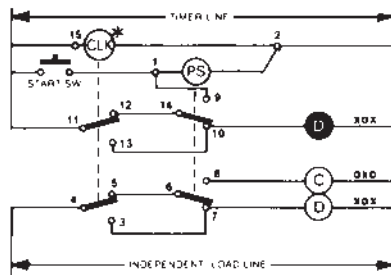 TIMER LINE
15 CLK * 2
1 PS
START SW.
9
12 14
11 10 D XOX
13
8 C OXO
5 6
4 7 D XOX
3
INDEPENDENT LOAD LINE